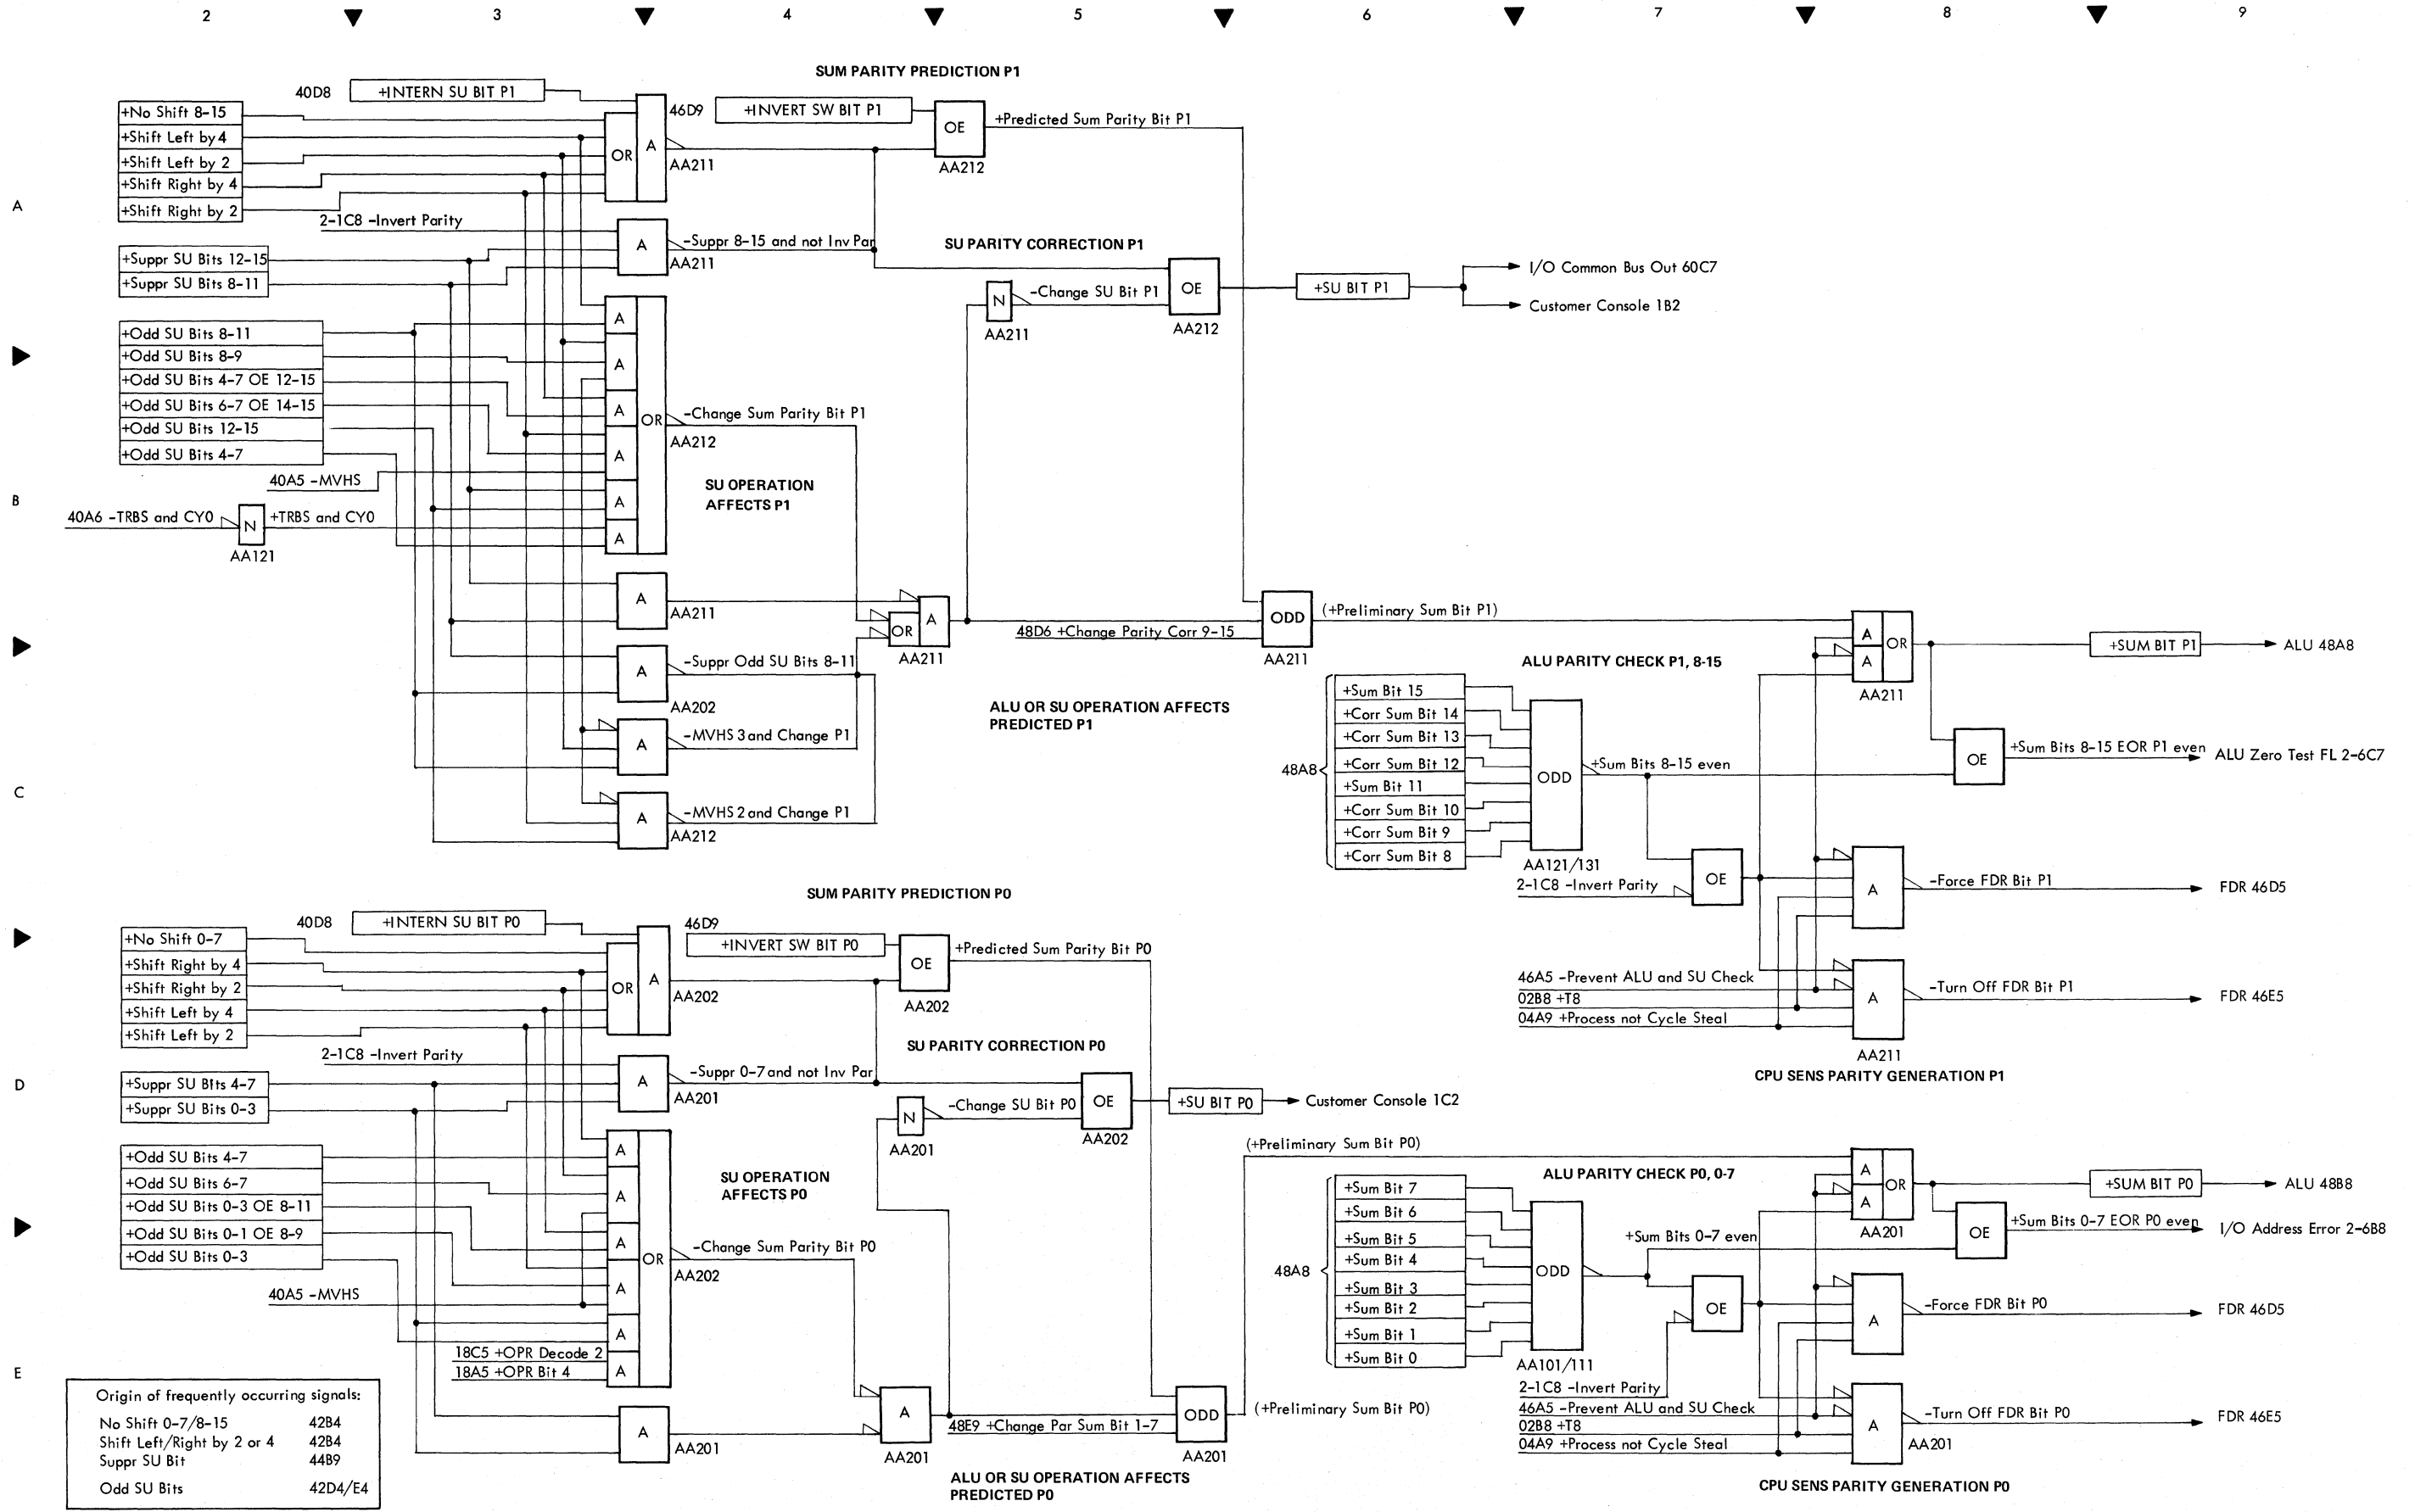 2 3 4 5 6 7 8 9
SUM PARITY PREDICTION P1
40D8 +INTERN SU BIT P1
46D9 +INVERT SW BIT P1
+No Shift 8-15
+Shift Left by 4
+Shift Left by 2
+Shift Right by 4
+Shift Right by 2
OR A
AA211
OE
AA212
+Predicted Sum Parity Bit P1
A
2-1C8 -Invert Parity
+Suppr SU Bits 12-15
+Suppr SU Bits 8-11
A
AA211
-Suppr 8-15 and not Inv Par
SU PARITY CORRECTION P1
N
AA211
-Change SU Bit P1
OE
AA212
+SU BIT P1
I/O Common Bus Out 60C7
Customer Console 1B2
+Odd SU Bits 8-11
+Odd SU Bits 8-9
+Odd SU Bits 4-7 OE 12-15
+Odd SU Bits 6-7 OE 14-15
+Odd SU Bits 12-15
+Odd SU Bits 4-7
40A5 -MVHS
A
A
A
A
A
A
OR
AA212
-Change Sum Parity Bit P1
SU OPERATION
AFFECTS P1
B
40A6 -TRBS and CY0
N
AA121
+TRBS and CY0
A
AA211
OR A
AA211
48D6 +Change Parity Corr 9-15
ODD
AA211
(+Preliminary Sum Bit P1)
A
AA202
-Suppr Odd SU Bits 8-11
ALU OR SU OPERATION AFFECTS
PREDICTED P1
A
-MVHS 3 and Change P1
C
A
AA212
-MVHS 2 and Change P1
ALU PARITY CHECK P1, 8-15
48A8
+Sum Bit 15
+Corr Sum Bit 14
+Corr Sum Bit 13
+Corr Sum Bit 12
+Sum Bit 11
+Corr Sum Bit 10
+Corr Sum Bit 9
+Corr Sum Bit 8
ODD
AA121/131
+Sum Bits 8-15 even
2-1C8 -Invert Parity
OE
A
A
OR
AA211
+SUM BIT P1
ALU 48A8
OE
+Sum Bits 8-15 EOR P1 even
ALU Zero Test FL 2-6C7
A
-Force FDR Bit P1
FDR 46D5
46A5 -Prevent ALU and SU Check
02B8 +T8
04A9 +Process not Cycle Steal
A
AA211
-Turn Off FDR Bit P1
FDR 46E5
CPU SENS PARITY GENERATION P1
SUM PARITY PREDICTION P0
40D8 +INTERN SU BIT P0
46D9
+INVERT SW BIT P0
+No Shift 0-7
+Shift Right by 4
+Shift Right by 2
+Shift Left by 4
+Shift Left by 2
OR A
AA202
OE
AA202
+Predicted Sum Parity Bit P0
SU PARITY CORRECTION P0
2-1C8 -Invert Parity
D
+Suppr SU Bits 4-7
+Suppr SU Bits 0-3
A
AA201
-Suppr 0-7 and not Inv Par
N
AA201
-Change SU Bit P0
OE
AA202
+SU BIT P0
Customer Console 1C2
+Odd SU Bits 4-7
+Odd SU Bits 6-7
+Odd SU Bits 0-3 OE 8-11
+Odd SU Bits 0-1 OE 8-9
+Odd SU Bits 0-3
40A5 -MVHS
18C5 +OPR Decode 2
18A5 +OPR Bit 4
A
A
A
A
A
A
OR
AA202
SU OPERATION
AFFECTS P0
-Change Sum Parity Bit P0
E
A
AA201
A
AA201
48E9 +Change Par Sum Bit 1-7
ODD
AA201
(+Preliminary Sum Bit P0)
(+Preliminary Sum Bit P0)
ALU OR SU OPERATION AFFECTS
PREDICTED P0
ALU PARITY CHECK P0, 0-7
48A8
+Sum Bit 7
+Sum Bit 6
+Sum Bit 5
+Sum Bit 4
+Sum Bit 3
+Sum Bit 2
+Sum Bit 1
+Sum Bit 0
ODD
AA101/111
+Sum Bits 0-7 even
OE
A
A
OR
AA201
+SUM BIT P0
ALU 48B8
OE
+Sum Bits 0-7 EOR P0 even
I/O Address Error 2-6B8
A
-Force FDR Bit P0
FDR 46D5
2-1C8 -Invert Parity
46A5 -Prevent ALU and SU Check
02B8 +T8
04A9 +Process not Cycle Steal
A
AA201
-Turn Off FDR Bit P0
FDR 46E5
CPU SENS PARITY GENERATION P0
Origin of frequently occurring signals:
No Shift 0-7/8-15 42B4
Shift Left/Right by 2 or 4 42B4
Suppr SU Bit 44B9
Odd SU Bits 42D4/E4